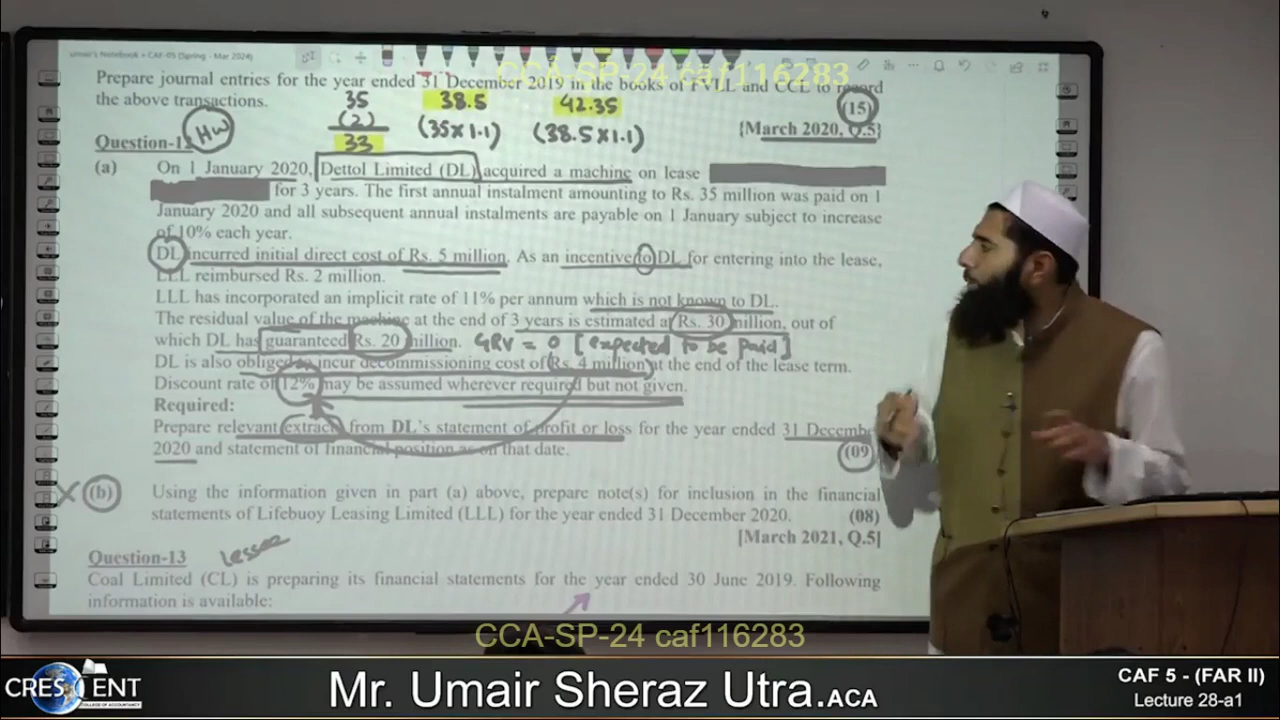 umair's Notebook > CAF-05 (Spring - Mar 2024)
CCA-SP-24 caf116283
Prepare journal entries for the year ended 31 December 2019 in the books of FVLL and CCL to record
the above transactions. (15)
35 38.5 42.35
(2) (35×1.1) (38.5×1.1)
33
[March 2020, Q.5]
Question-12 HW
(a) On 1 January 2020, Dettol Limited (DL) acquired a machine on lease
for 3 years. The first annual instalment amounting to Rs. 35 million was paid on 1
January 2020 and all subsequent annual instalments are payable on 1 January subject to increase
of 10% each year.
DL incurred initial direct cost of Rs. 5 million. As an incentive to DL for entering into the lease,
LLL reimbursed Rs. 2 million.
LLL has incorporated an implicit rate of 11% per annum which is not known to DL.
The residual value of the machine at the end of 3 years is estimated at Rs. 30 million, out of
which DL has guaranteed Rs. 20 million. GRV = 0 [expected to be paid]
DL is also obliged to incur decommissioning cost of Rs. 4 million at the end of the lease term.
Discount rate of 12% may be assumed wherever required but not given.
Required:
Prepare relevant extract from DL's statement of profit or loss for the year ended 31 December
2020 and statement of financial position as on that date. (09
X (b) Using the information given in part (a) above, prepare note(s) for inclusion in the financial
statements of Lifebuoy Leasing Limited (LLL) for the year ended 31 December 2020. (08)
[March 2021, Q.5]
Question-13 lessee
Coal Limited (CL) is preparing its financial statements for the year ended 30 June 2019. Following
information is available:
CCA-SP-24 caf116283
CRESCENT
COLLEGE OF ACCOUNTANCY
Mr. Umair Sheraz Utra.ACA
CAF 5 - (FAR II)
Lecture 28-a1